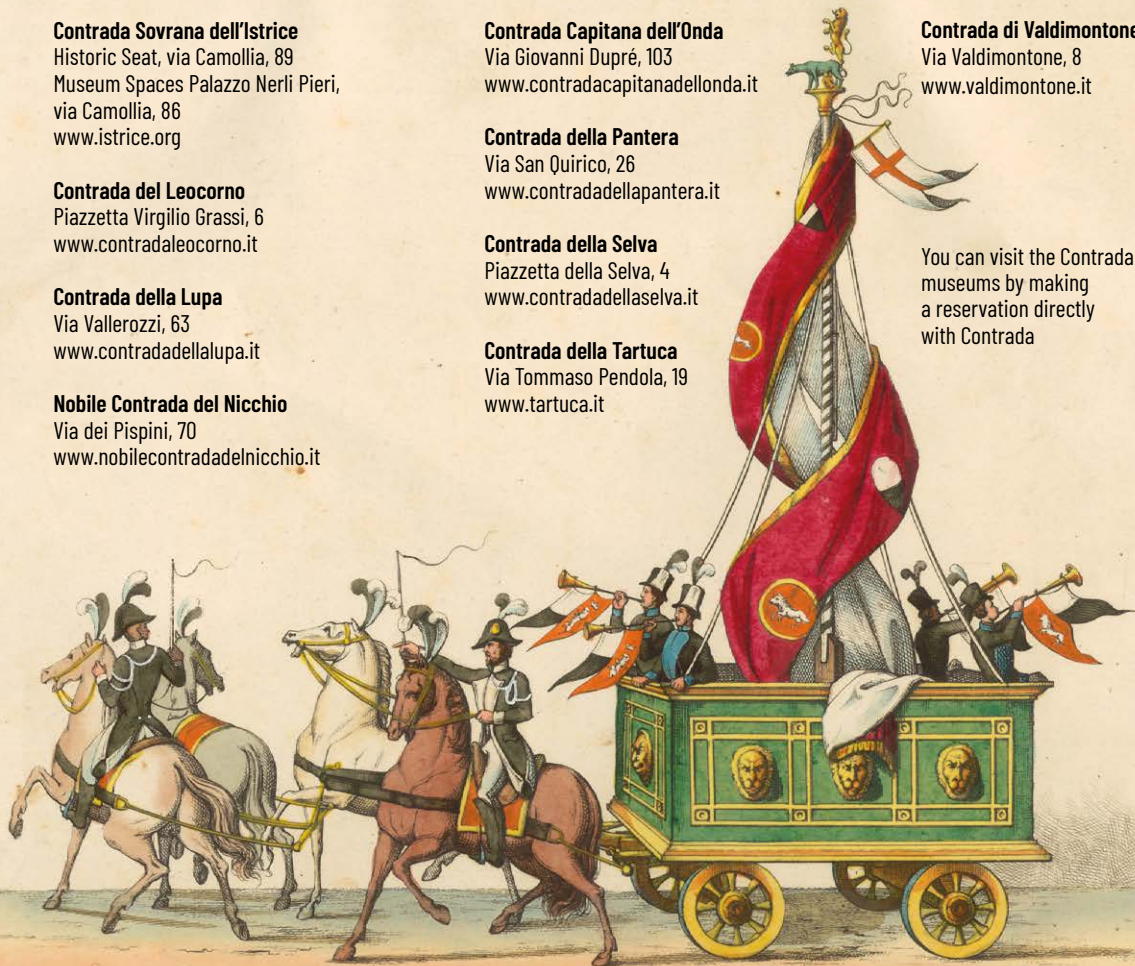 Contrada Sovrana dell'Istrice
Historic Seat, via Camollia, 89
Museum Spaces Palazzo Nerli Pieri,
via Camollia, 86
www.istrice.org
Contrada del Leocorno
Piazzetta Virgilio Grassi, 6
www.contradaleocorno.it
Contrada della Lupa
Via Vallerozzi, 63
www.contradadellalupa.it
Nobile Contrada del Nicchio
Via dei Pispini, 70
www.nobilecontradadelnicchio.it
Contrada Capitana dell'Onda
Via Giovanni Dupré, 103
www.contradacapitanadellonda.it
Contrada della Pantera
Via San Quirico, 26
www.contradadellapantera.it
Contrada della Selva
Piazzetta della Selva, 4
www.contradadellaselva.it
Contrada della Tartuca
Via Tommaso Pendola, 19
www.tartuca.it
Contrada di Valdimontone
Via Valdimontone, 8
www.valdimontone.it
You can visit the Contrada
museums by making
a reservation directly
with Contrada